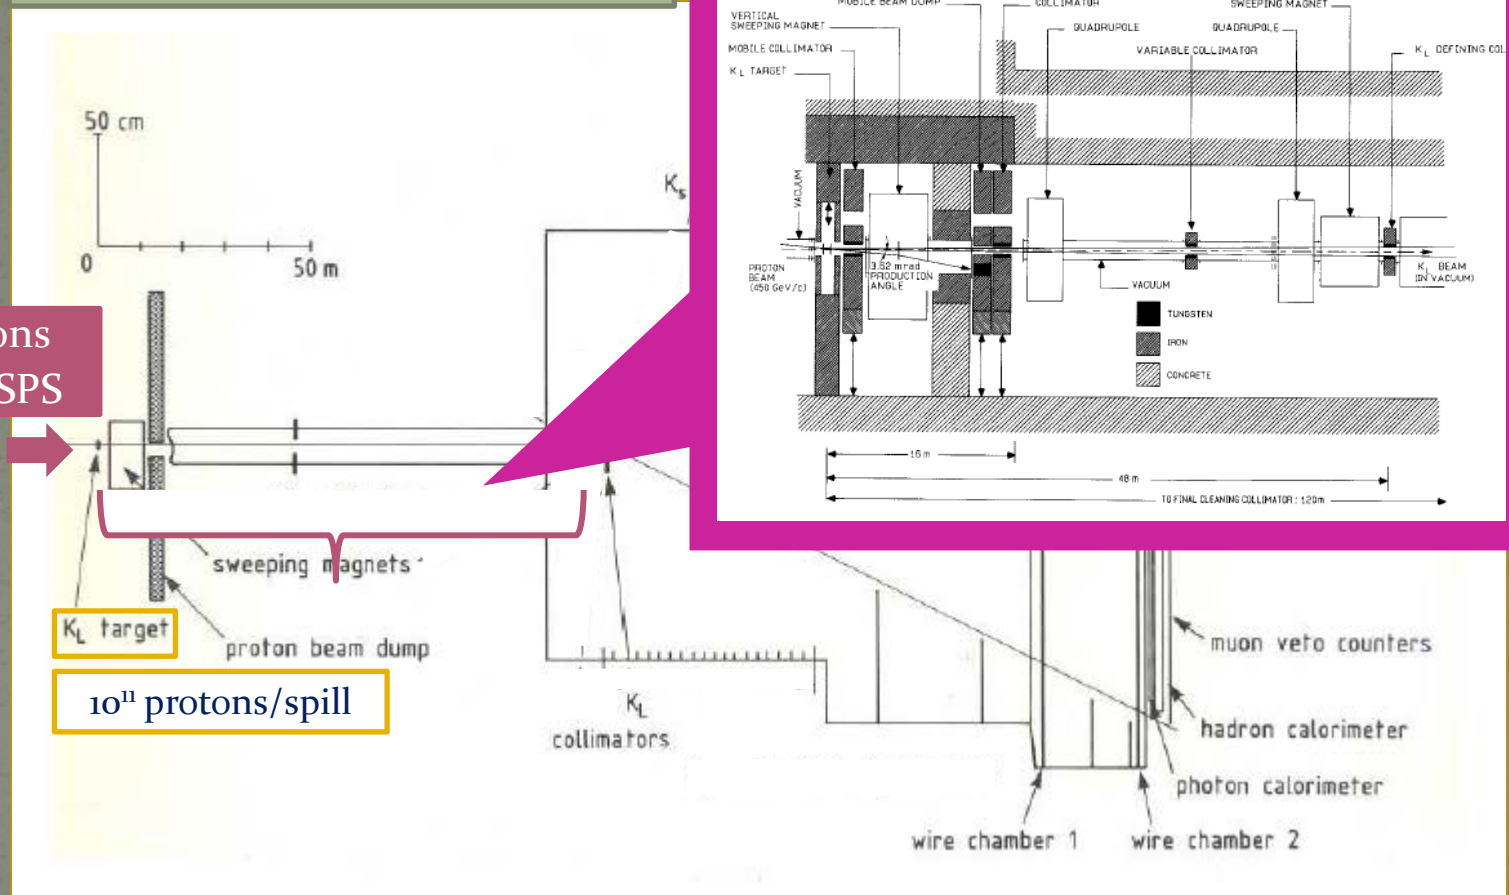 50 cm
0
50 m
ons
SPS
K_s
sweeping magnets
K_L target
proton beam dump
10¹¹ protons/spill
K_L
collimators
muon veto counters
hadron calorimeter
photon calorimeter
wire chamber 1
wire chamber 2
MOBILE BEAM DUMP
COLLIMATOR
SWEEPING MAGNET
VERTICAL
SWEEPING MAGNET
QUADRUPOLE
QUADRUPOLE
MOBILE COLLIMATOR
VARIABLE COLLIMATOR
K_L DEFINING COL
K_L TARGET
VACUUM
PROTON
BEAM
(450 GeV/c)
3.62 mrad
PRODUCTION
ANGLE
VACUUM
K_L BEAM
(IN VACUUM)
TUNGSTEN
IRON
CONCRETE
16 m
48 m
TO FINAL CLEANING COLLIMATOR : 120m